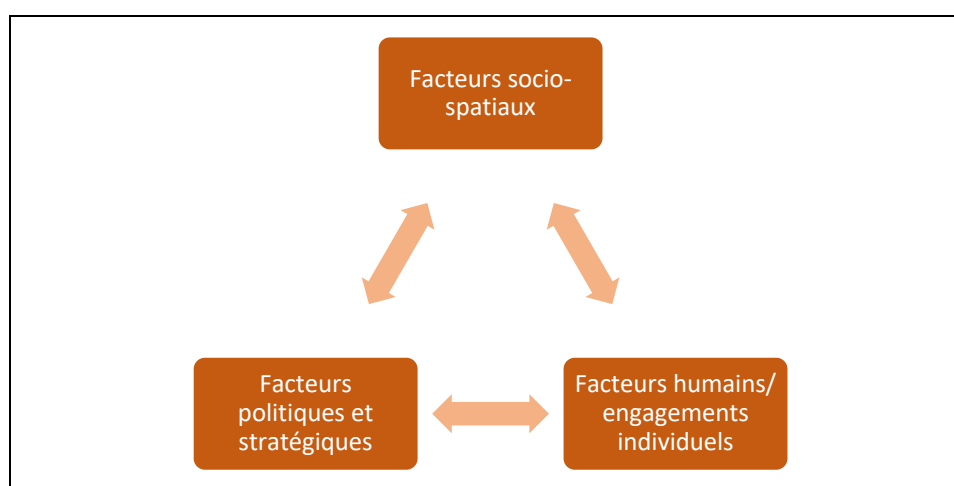 Facteurs socio-
spatiaux
Facteurs
politiques et
stratégiques
Facteurs humains/
engagements
individuels